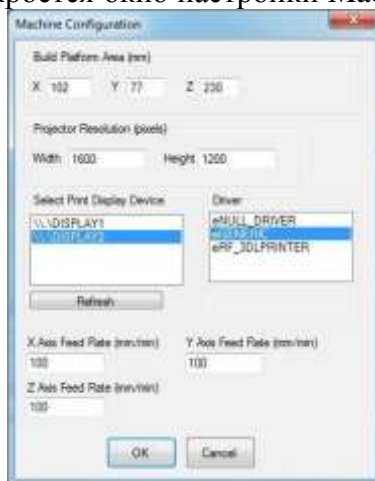 окно настройки
Machine Configuration
Build Platform Area (mm)
X 102 Y 77 Z 230
Projector Resolution (pixels)
Width 1600 Height 1200
Select Print Display Device Driver
\\.\DISPLAY1
\\.\DISPLAY2
eNULL_DRIVER
eGENERIC
eRF_3DLPRINTER
Refresh
X Axis Feed Rate (mm/min) Y Axis Feed Rate (mm/min)
100 100
Z Axis Feed Rate (mm/min)
100
OK Cancel